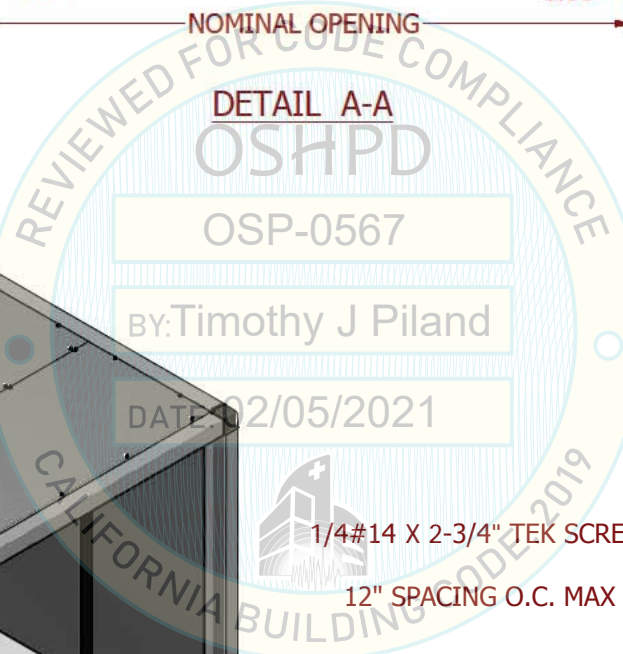 NOMINAL OPENING
DETAIL A-A
REVIEWED FOR CODE COMPLIANCE
OSHPD
OSP-0567
BY:Timothy J Piland
DATE: 02/05/2021
1/4#14 X 2-3/4" TEK
12" SPACING O.C. MAX
CALIFORNIA BUILDING CODE 2019